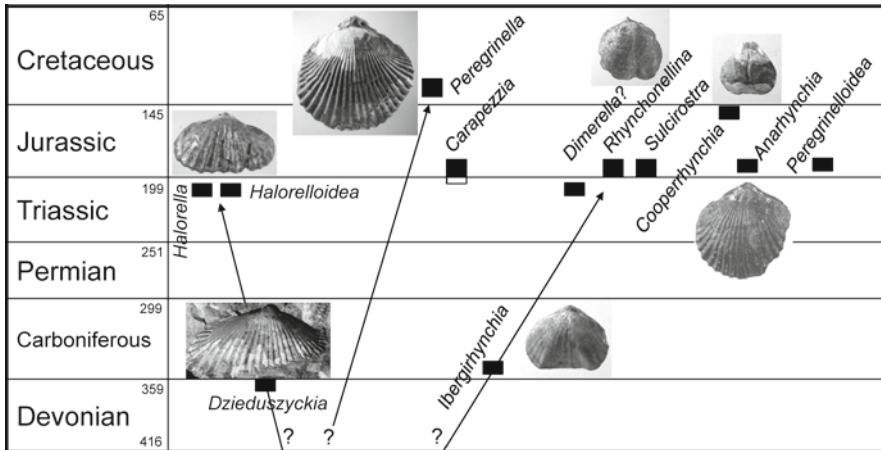 65
Cretaceous
Peregrinella
145
Jurassic
Carapezzia
Dimerella?
Rhynchonellina
Sulcirostra
Cooperrhynchia
Anarhynchia
Peregrinelloidea
199
Triassic
Halorella
Halorelloidea
251
Permian
299
Carboniferous
Ibergirhynchia
359
Devonian
Dzieduszyckia
? ? ?
416